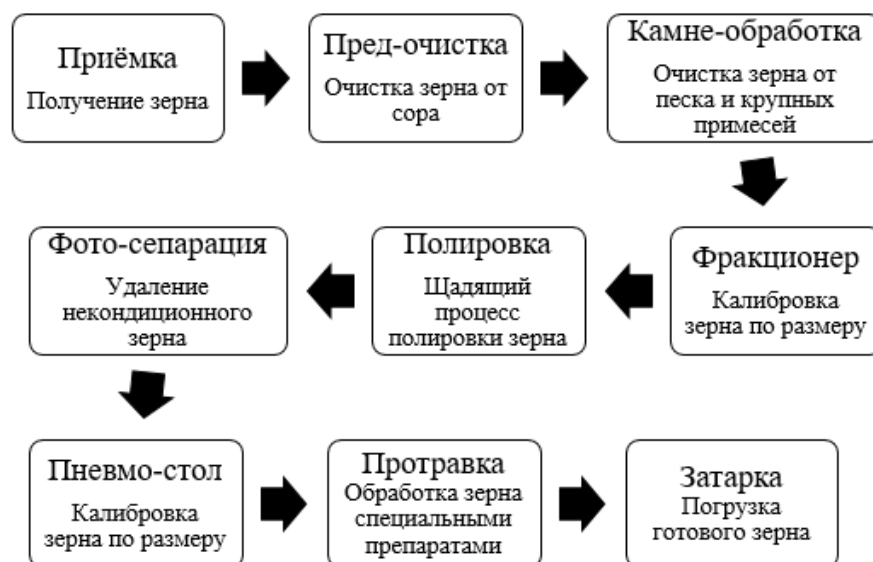 Приёмка
Получение зерна
Пред-очистка
Очистка зерна от
сора
Камне-обработка
Очистка зерна от
песка и крупных
примесей
Фото-сепарация
Удаление
некондиционного
зерна
Полировка
Щадящий
процесс
полировки зерна
Фракционер
Калибровка
зерна по размеру
Пневмо-стол
Калибровка
зерна по размеру
Протравка
Обработка зерна
специальными
препаратами
Затарка
Погрузка
готового зерна